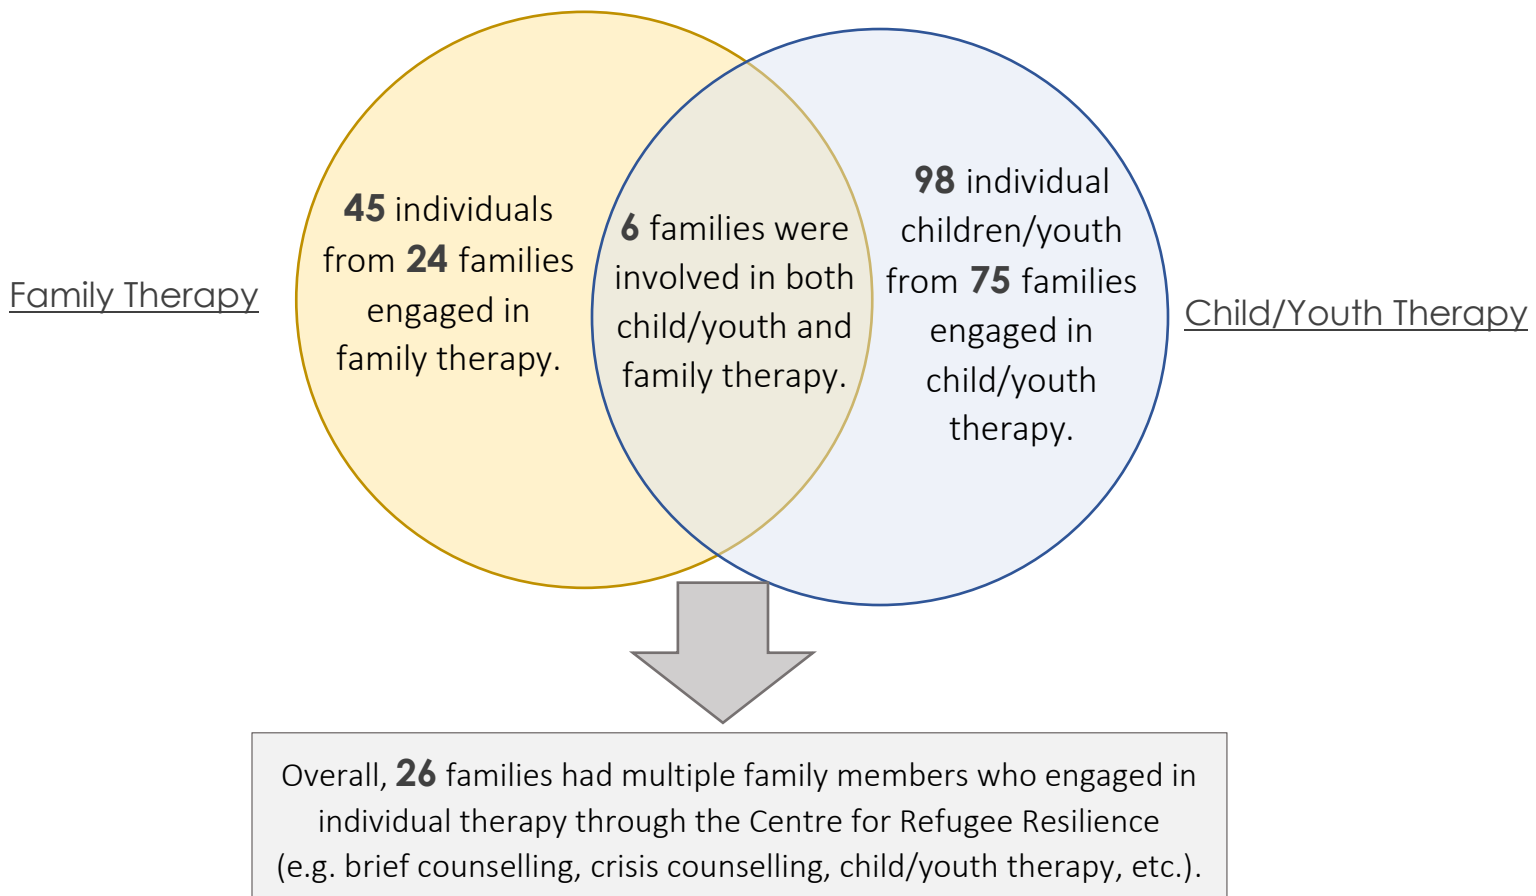 Family Therapy
45 individuals
from 24 families
engaged in
family therapy.
6 families were
involved in both
child/youth and
family therapy.
98 individual
children/youth
from 75 families
engaged in
child/youth
therapy.
Child/Youth Therapy
Overall, 26 families had multiple family members who engaged in
individual therapy through the Centre for Refugee Resilience
(e.g. brief counselling, crisis counselling, child/youth therapy, etc.).